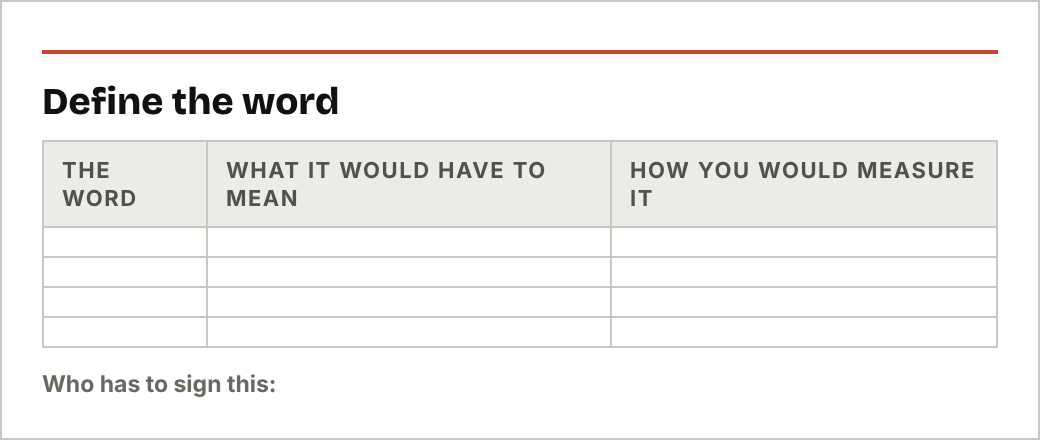 Define the word
THE WORD
WHAT IT WOULD HAVE TO MEAN
HOW YOU WOULD MEASURE IT
Who has to sign this: